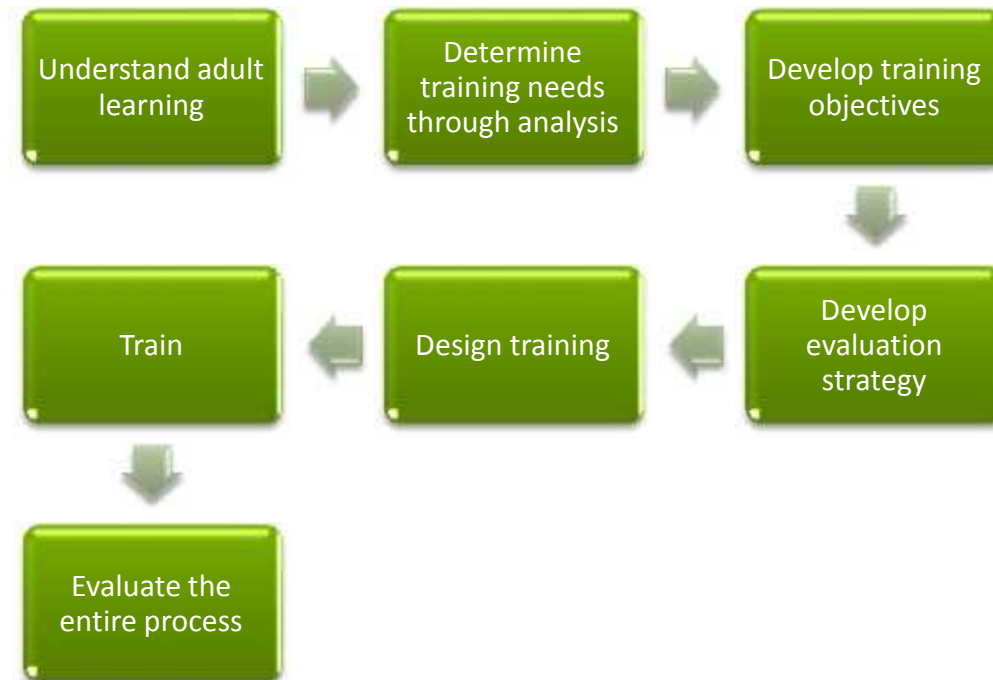 Understand adult
learning
Determine
training needs
through analysis
Develop training
objectives
Develop
evaluation
strategy
Design training
Train
Evaluate the
entire process